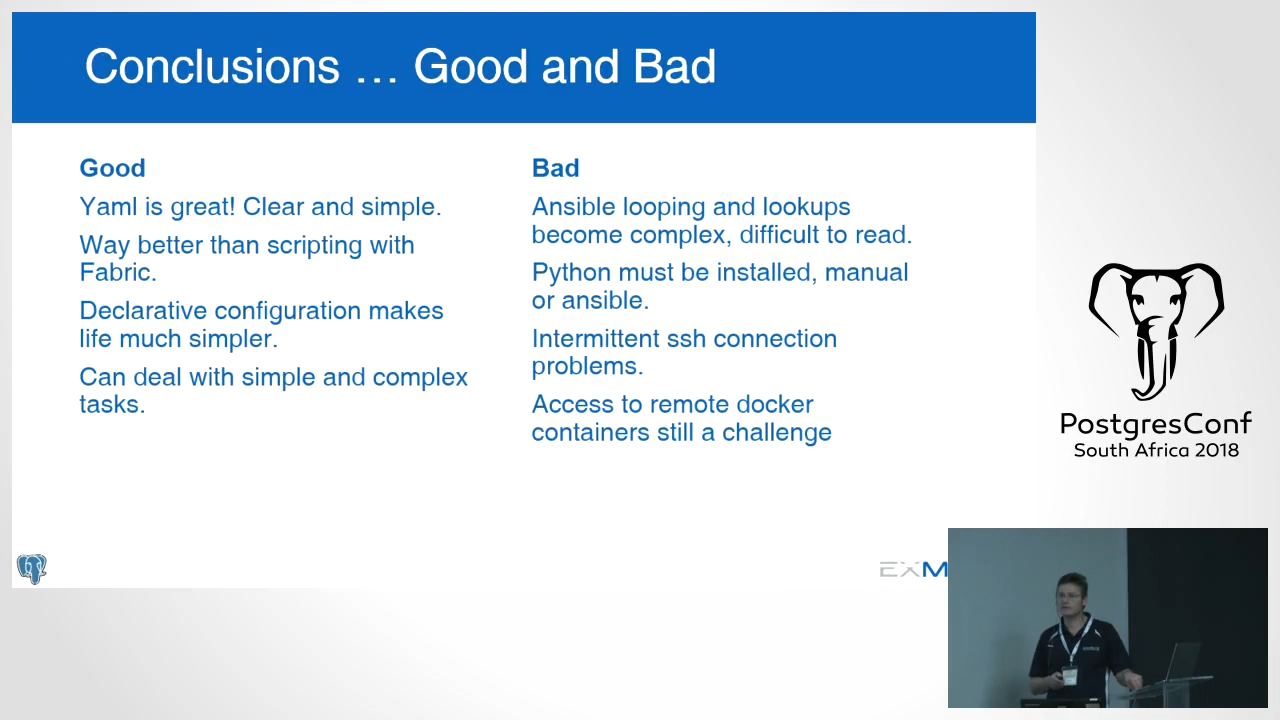 Conclusions ... Good and Bad
Good
Yaml is great! Clear and simple.
Way better than scripting with
Fabric.
Declarative configuration makes
life much simpler.
Can deal with simple and complex
tasks.
Bad
Ansible looping and lookups
become complex, difficult to read.
Python must be installed, manual
or ansible.
Intermittent ssh connection
problems.
Access to remote docker
containers still a challenge
PostgresConf
South Africa 2018
EXM